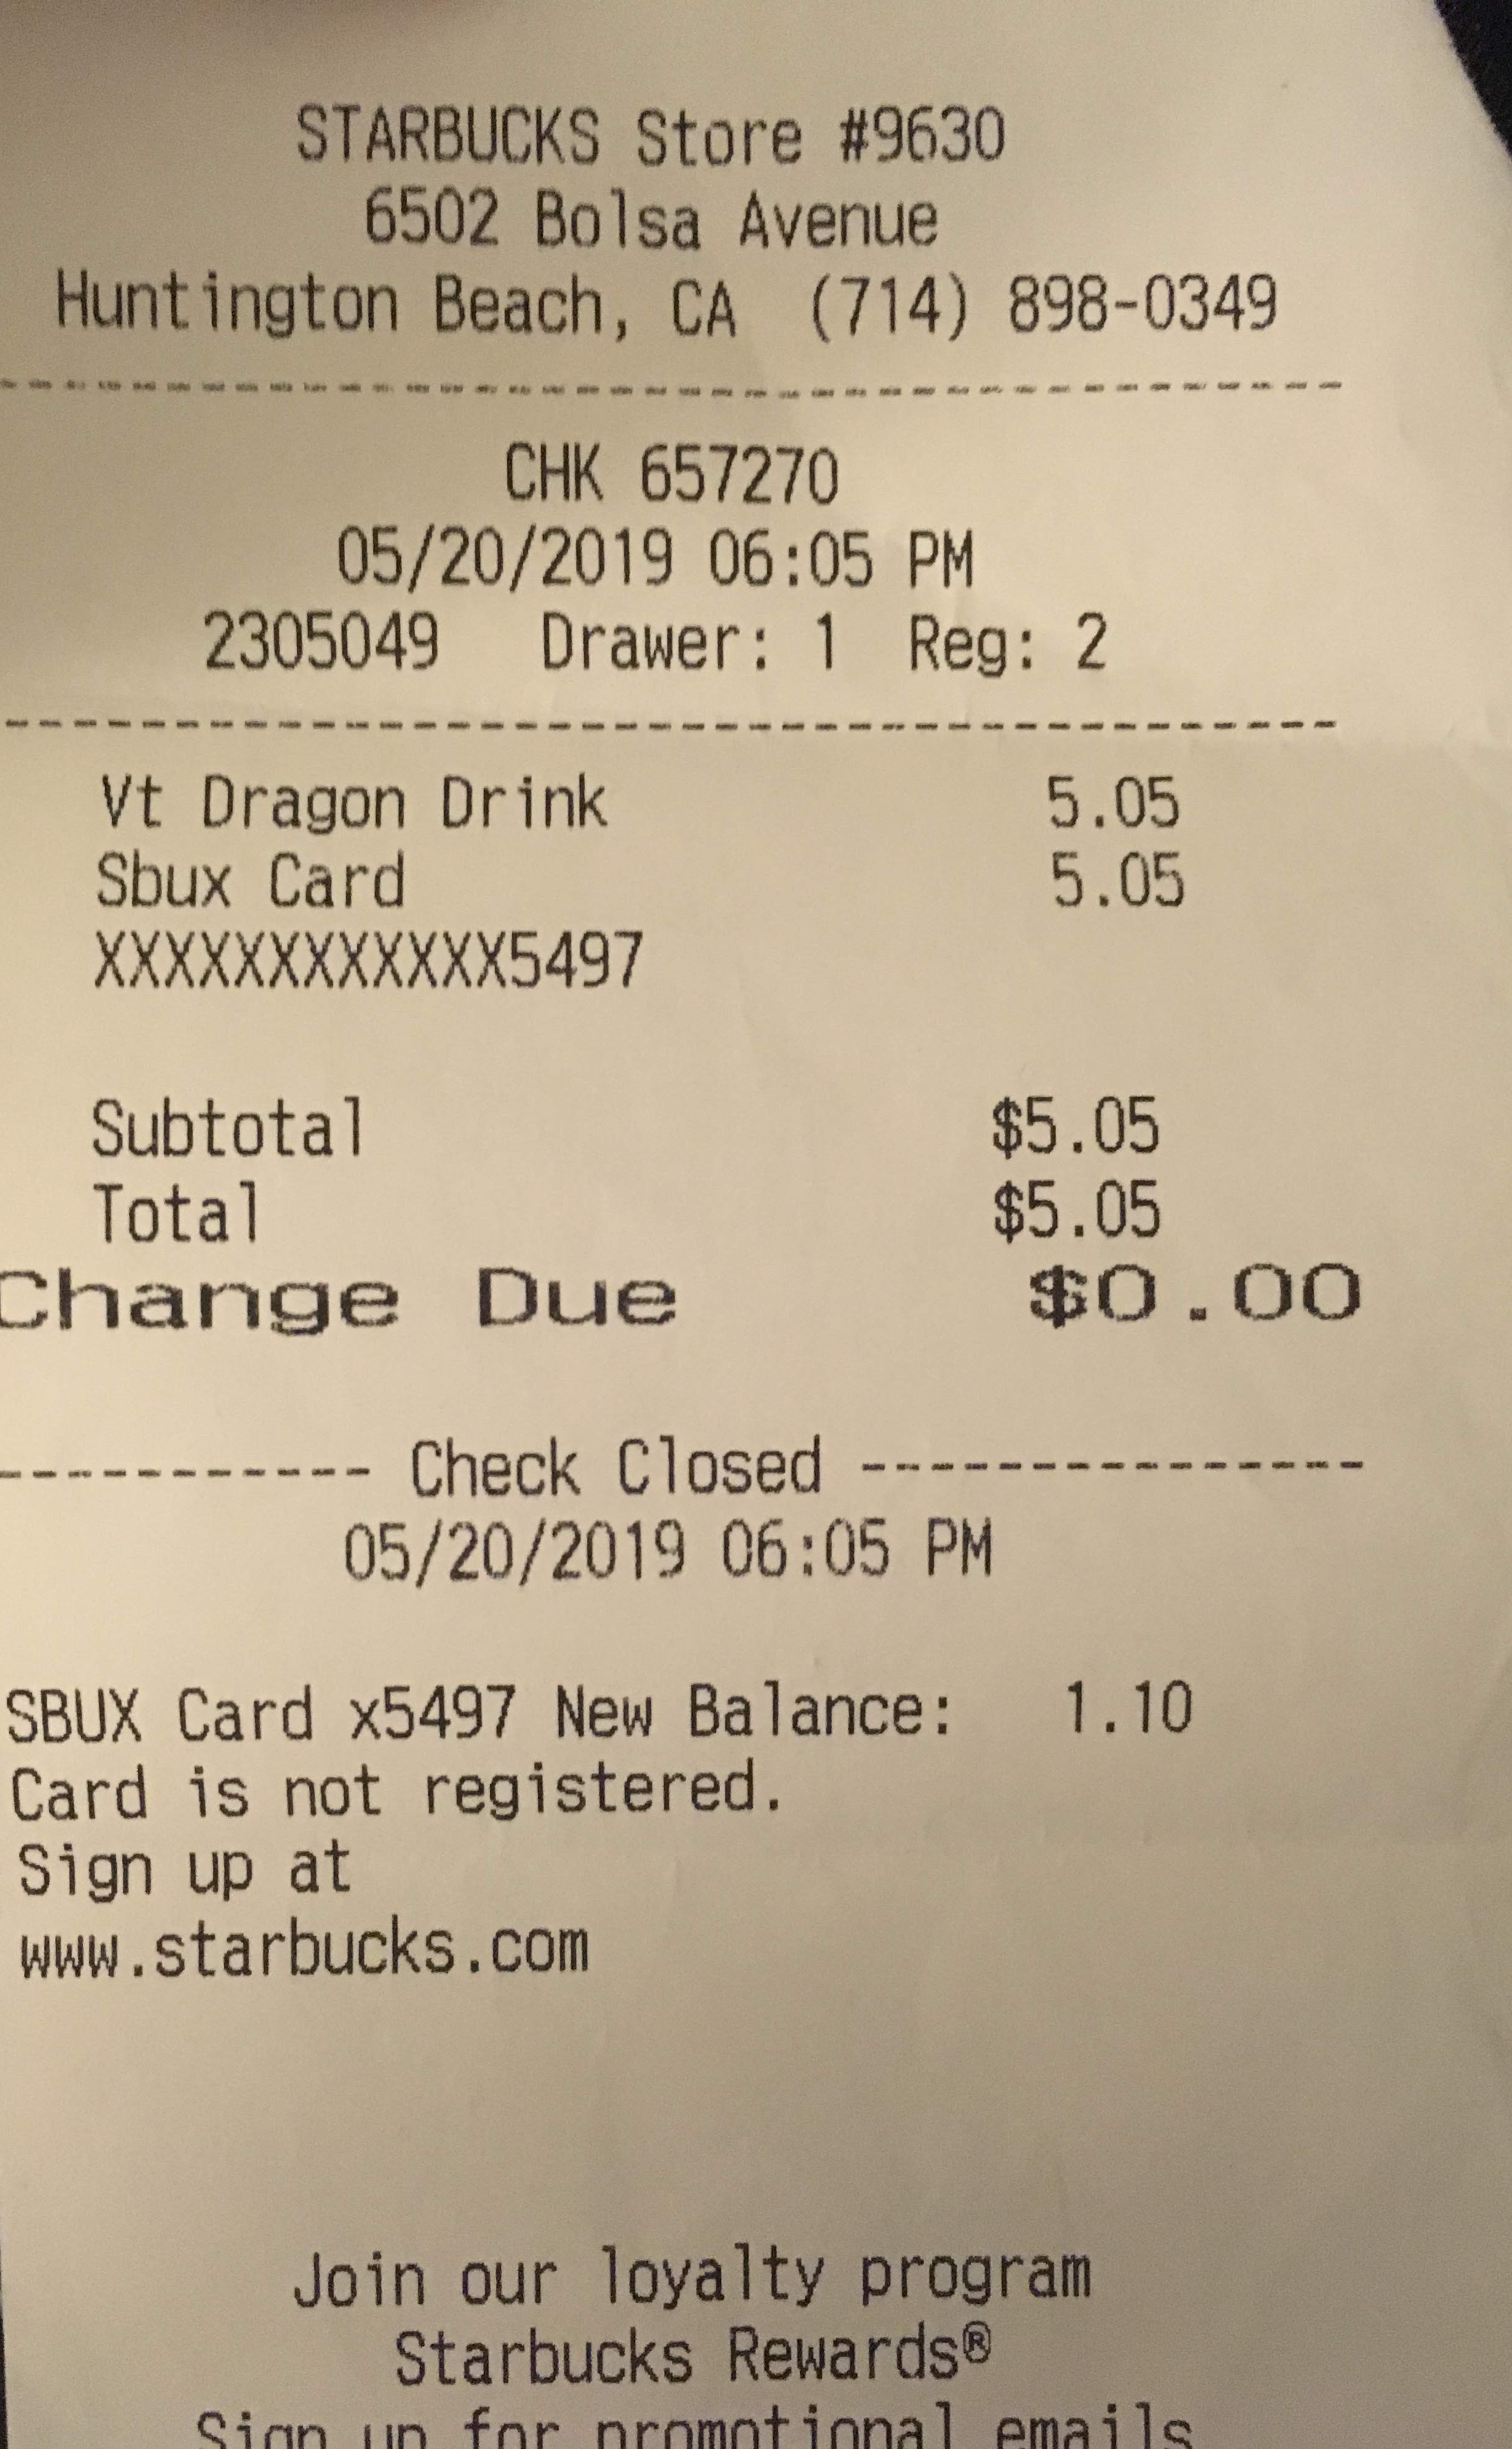 STARBUCKS Store #9630
6502 Bolsa Avenue
Huntington Beach, CA (714) 898-0349
---------------------------------------
CHK 657270
05/20/2019 06:05 PM
2305049 Drawer: 1 Reg: 2
---------------------------------------
Vt Dragon Drink 5.05
Sbux Card 5.05
XXXXXXXXXXXX5497
Subtotal $5.05
Total $5.05
Change Due $0.00
----------- Check Closed ---------------
05/20/2019 06:05 PM
SBUX Card x5497 New Balance: 1.10
Card is not registered.
Sign up at
www.starbucks.com
Join our loyalty program
Starbucks Rewards®
Sign up for promotional emails